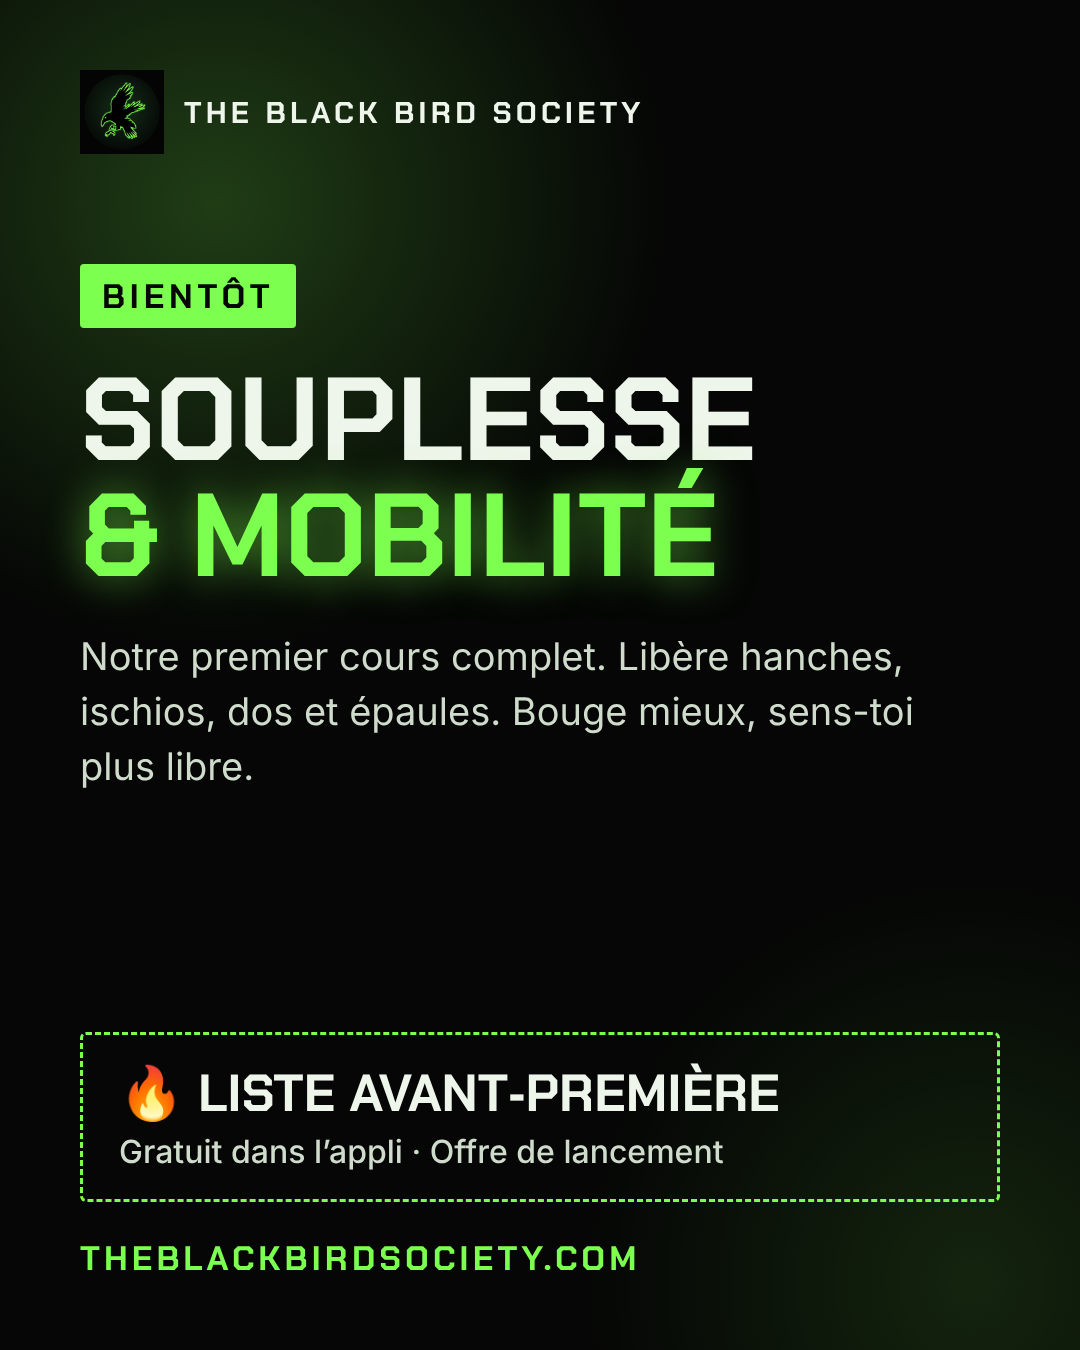 THE BLACK BIRD SOCIETY
BIENTÔT
SOUPLESSE
& MOBILITÉ
Notre premier cours complet. Libère hanches,
ischios, dos et épaules. Bouge mieux, sens-toi
plus libre.
🔥 LISTE AVANT-PREMIÈRE
Gratuit dans l’appli · Offre de lancement
THEBLACKBIRDSOCIETY.COM